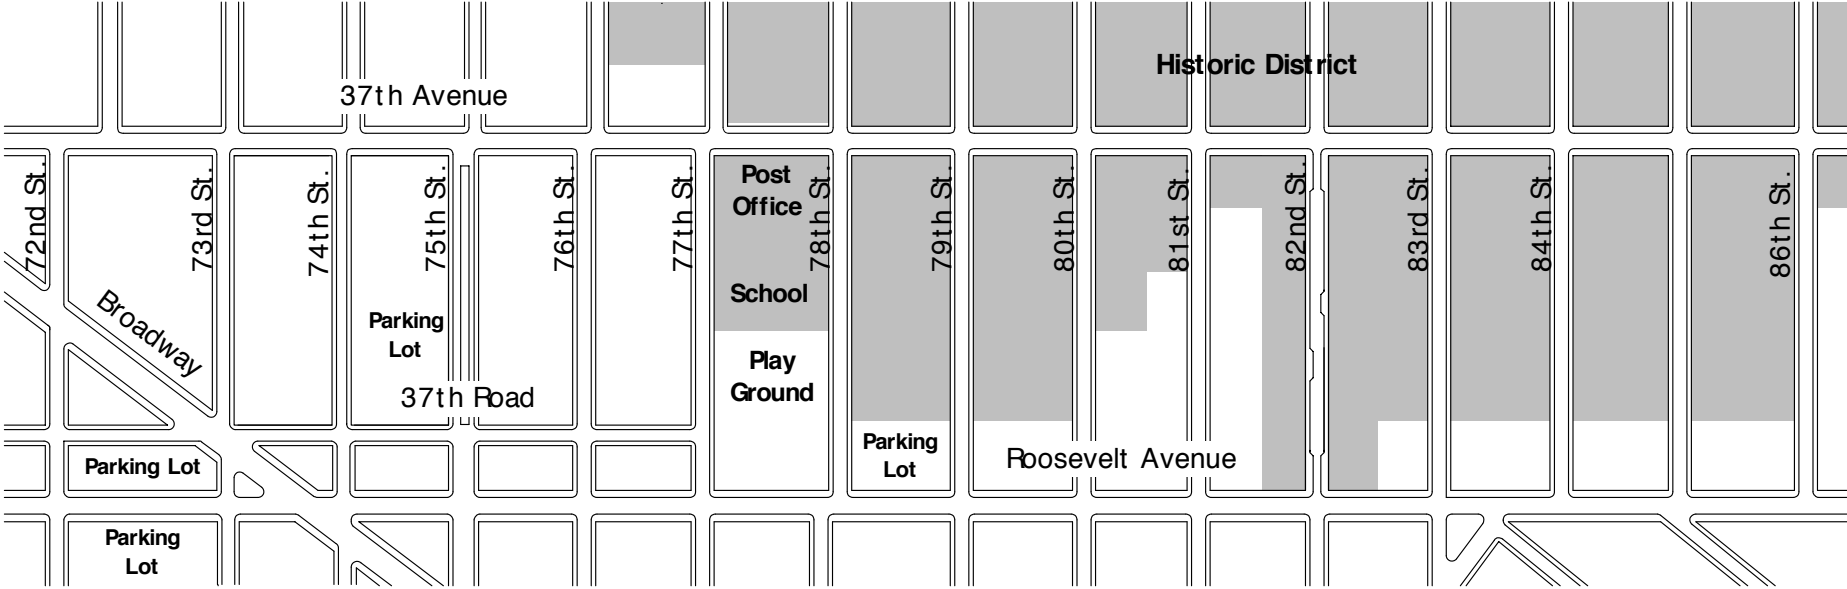 Historic District
37th Avenue
72nd St.
73rd St.
74th St.
75th St.
76th St.
77th St.
Post
Office
78th St.
79th St.
80th St.
81st St.
82nd St.
83rd St.
84th St.
86th St.
School
Broadway
Parking
Lot
Play
Ground
37th Road
Parking Lot
Parking
Lot
Roosevelt Avenue
Parking
Lot